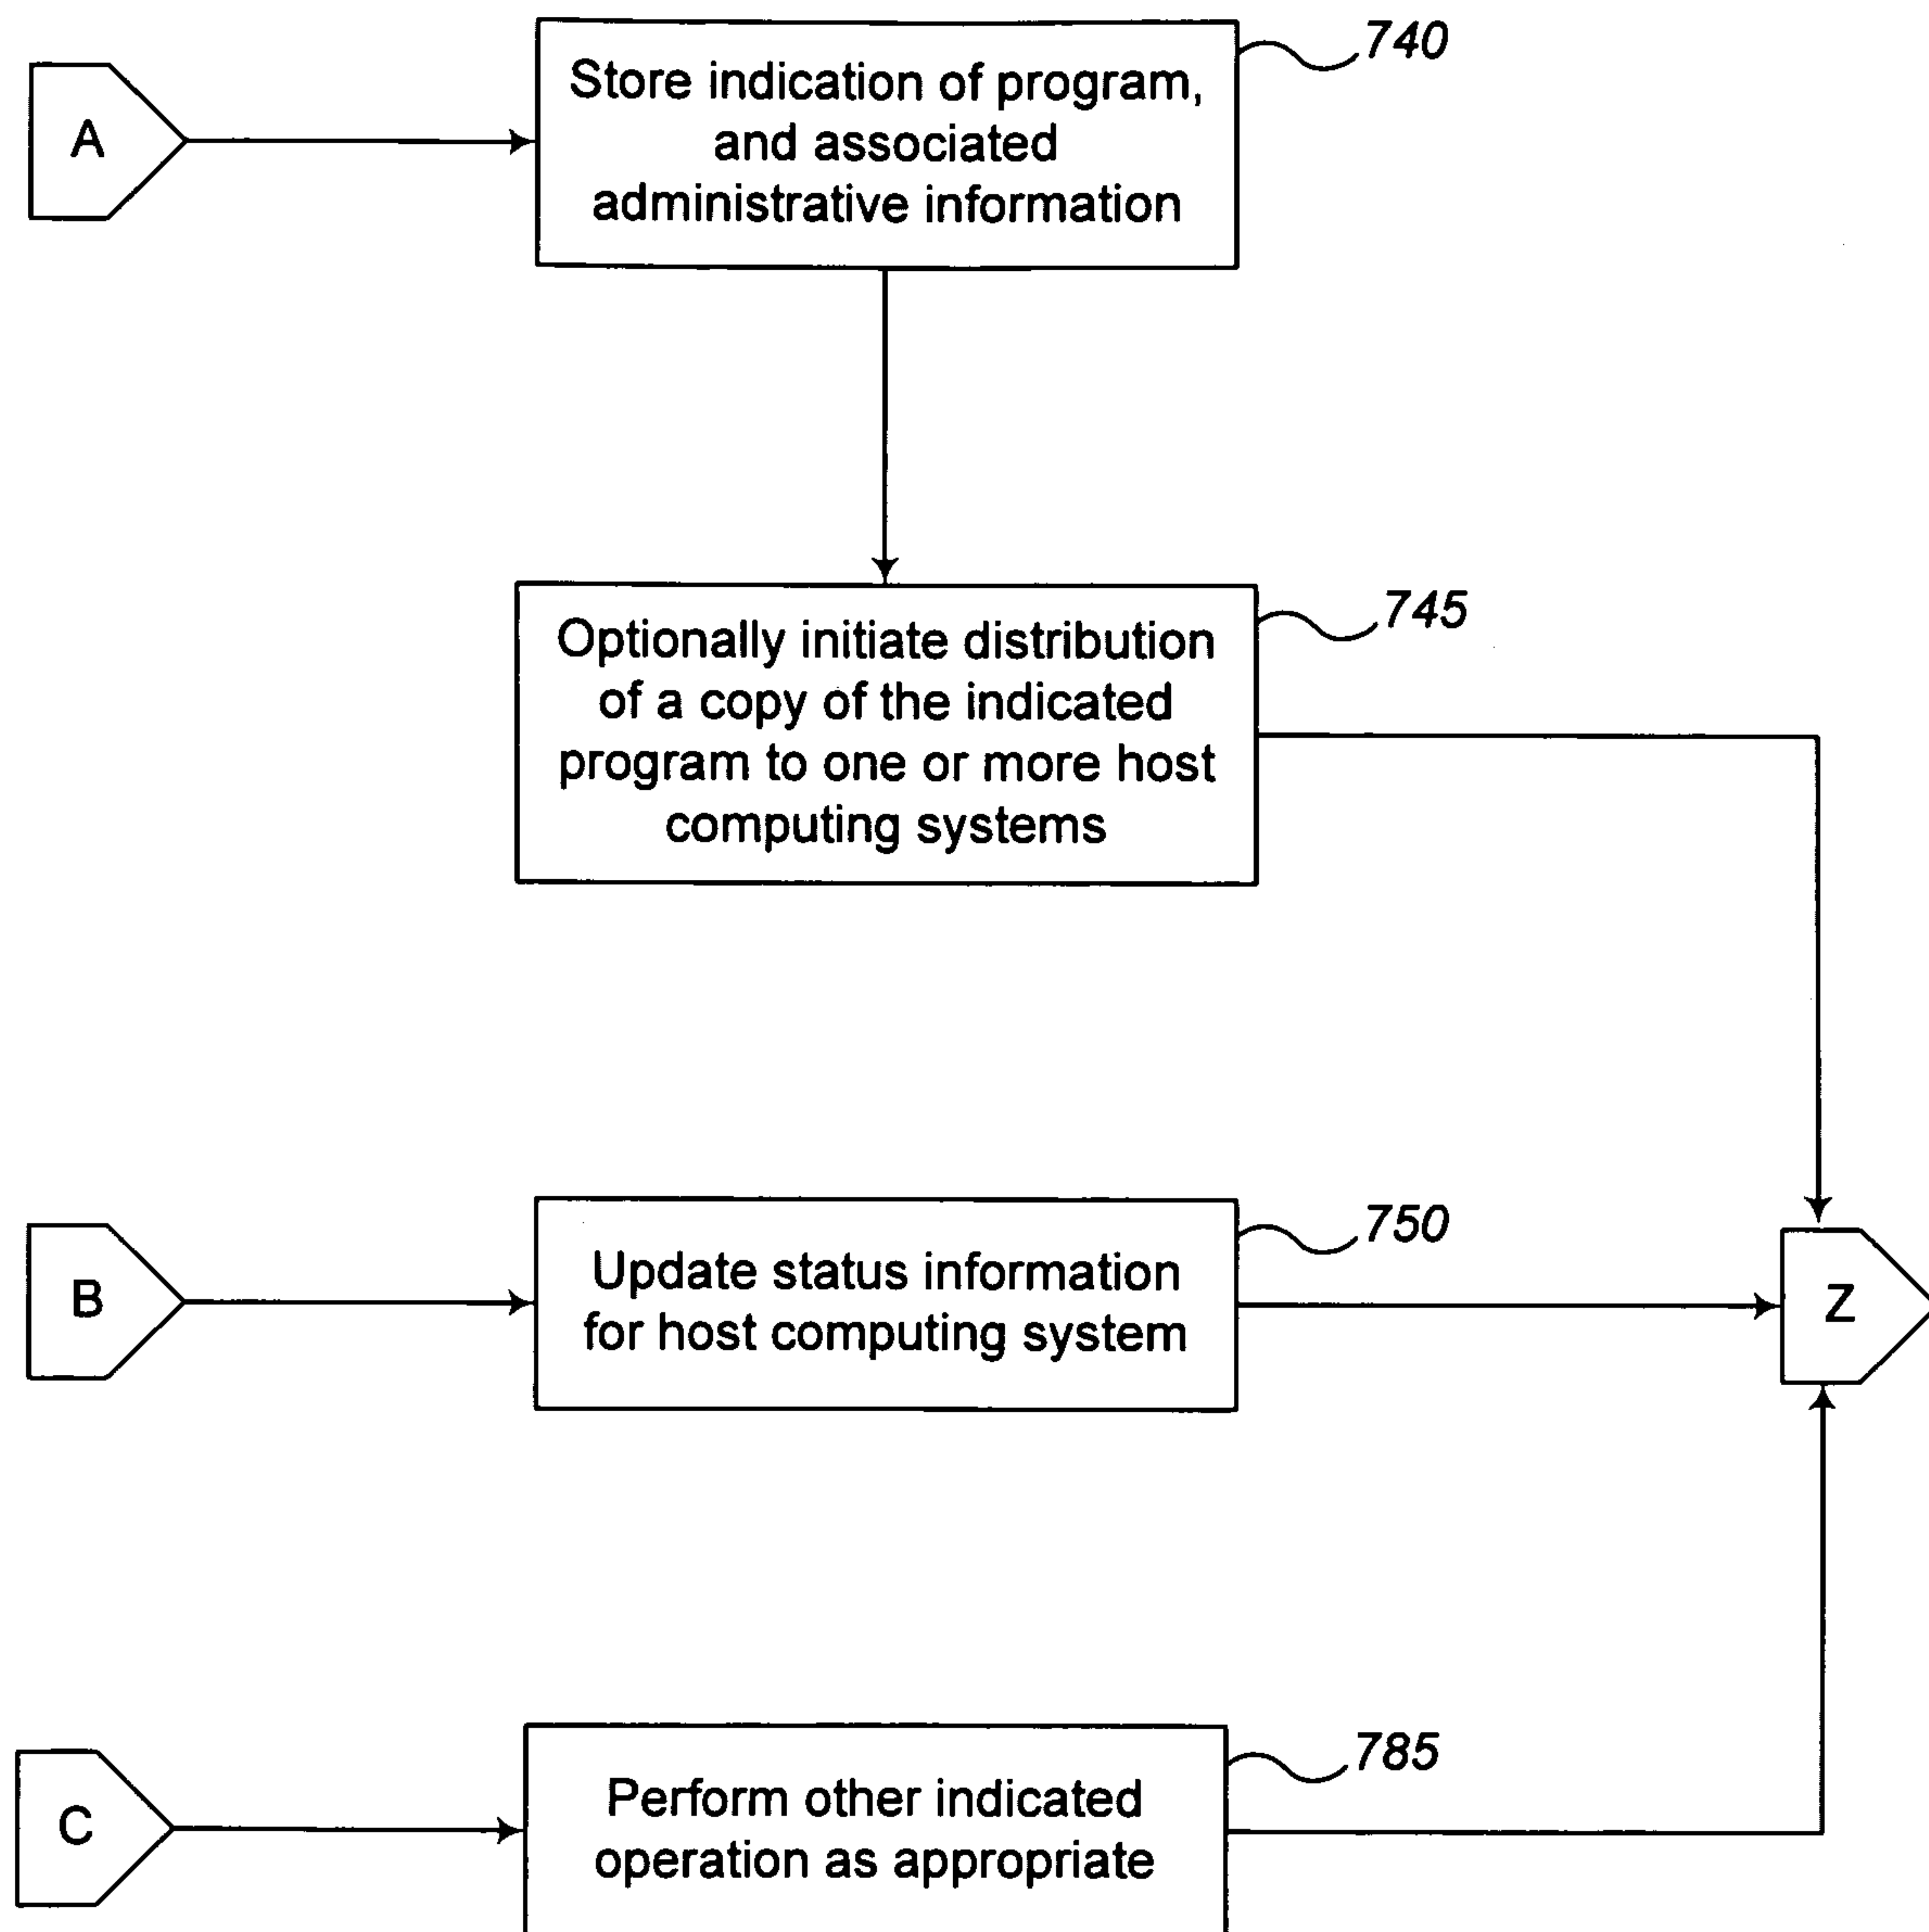 740
A
Store indication of program,
and associated
administrative information
745
Optionally initiate distribution
of a copy of the indicated
program to one or more host
computing systems
750
B
Update status information
for host computing system
Z
785
C
Perform other indicated
operation as appropriate